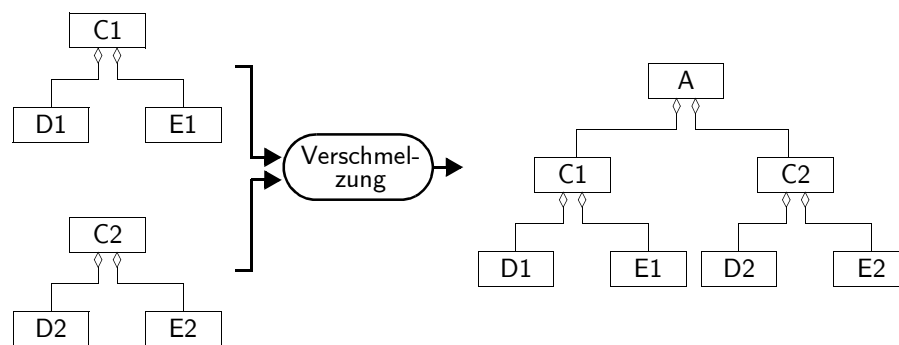 C1
D1 E1
C2
D2 E2
Verschmel-
zung
A
C1 C2
D1 E1 D2 E2